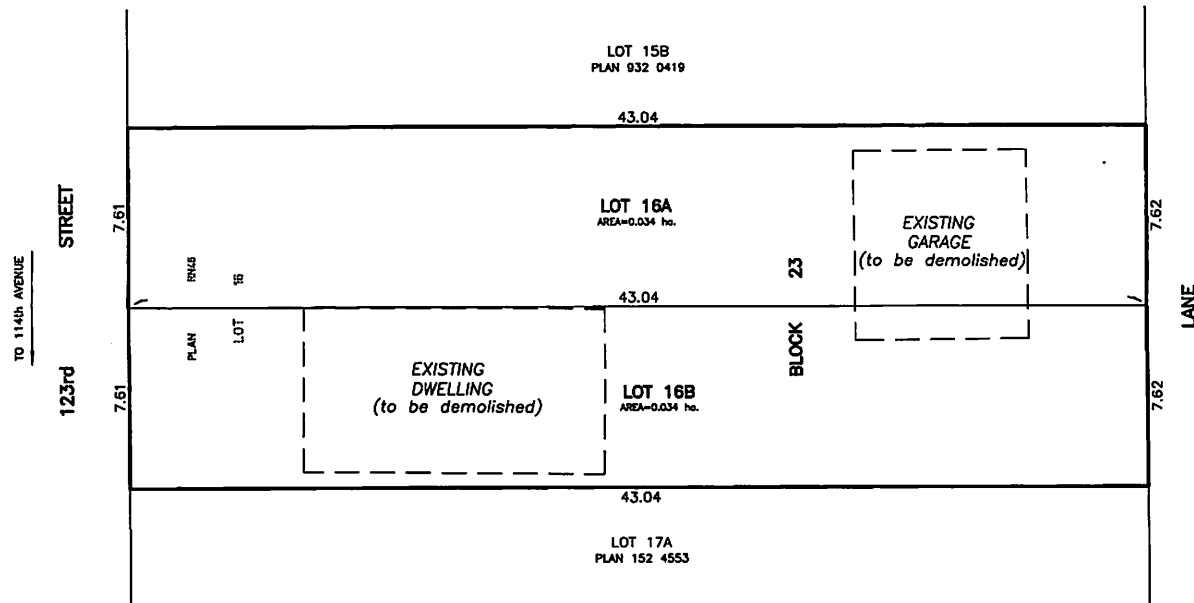 LOT 15B
PLAN 932 0419
43.04
TO 114th AVENUE
123rd STREET
7.61
7.61
PLAN RN46
LOT 16
LOT 16A
AREA=0.034 ha.
43.04
BLOCK 23
EXISTING
GARAGE
(to be demolished)
7.62
7.62
LANE
EXISTING
DWELLING
(to be demolished)
LOT 16B
AREA=0.034 ha.
43.04
LOT 17A
PLAN 152 4553